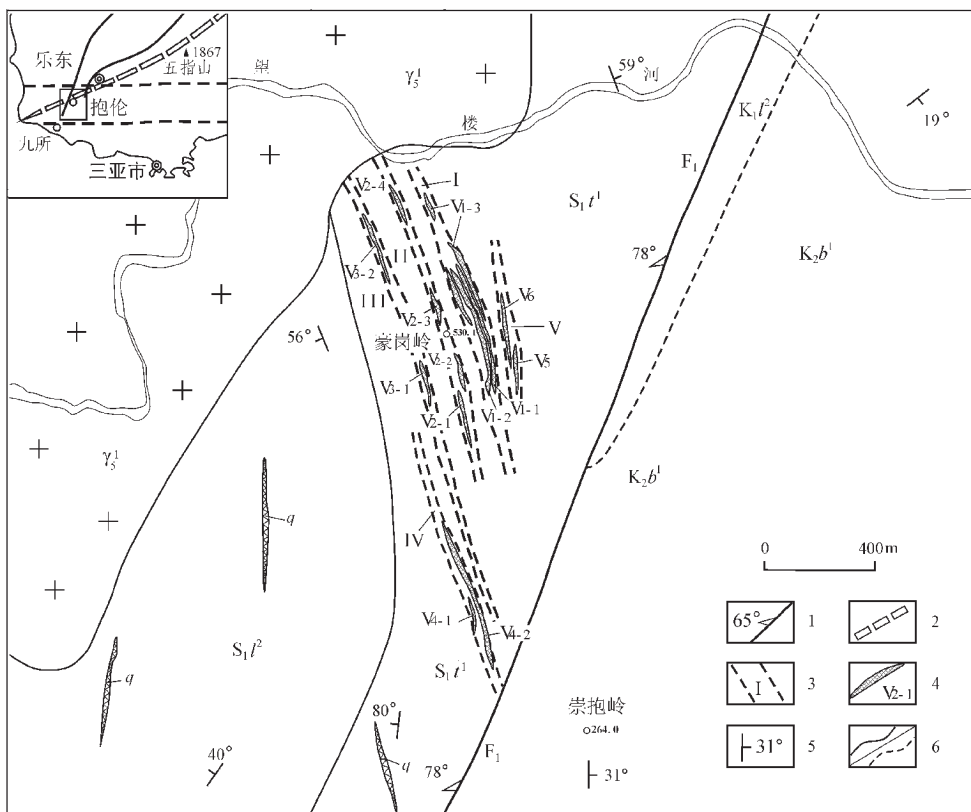 乐东
▲1867
五指山
抱伦
九所
三亚市
望
楼
河
γ₅¹
59°
19°
K₁l²
F₁
S₁t¹
78°
K₂b¹
V2-4
I
V1-3
V3-2
II
III
V6
V
V5
V2-3
530.1
56°
豪岗岭
V2-2
V3-1
V2-1
V1-2
V1-1
γ₅¹
K₂b¹
q
IV
0 400m
V4-1
V4-2
S₁l²
S₁t¹
q
80°
40°
q
78°
F₁
崇抱岭
264.0
31°
65° 1
2
I 3
V2-1 4
31° 5
6